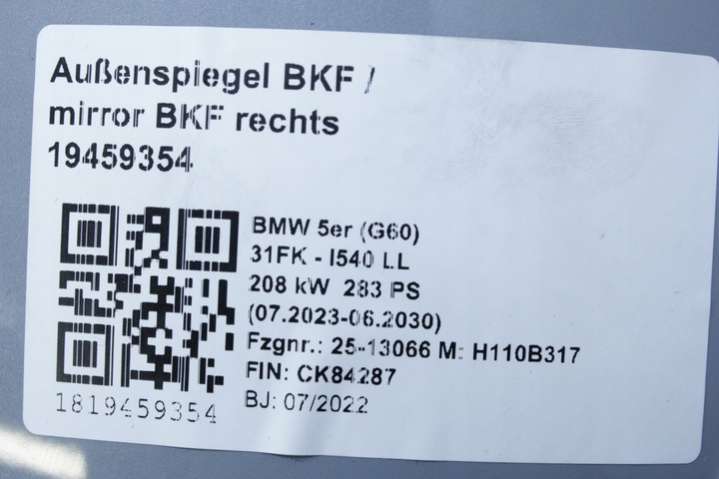 Außenspiegel BKF /
mirror BKF rechts
19459354
BMW 5er (G60)
31FK - I540 LL
208 kW 283 PS
(07.2023-06.2030)
Fzgnr.: 25-13066 M: H110B317
FIN: CK84287
BJ: 07/2022
1819459354